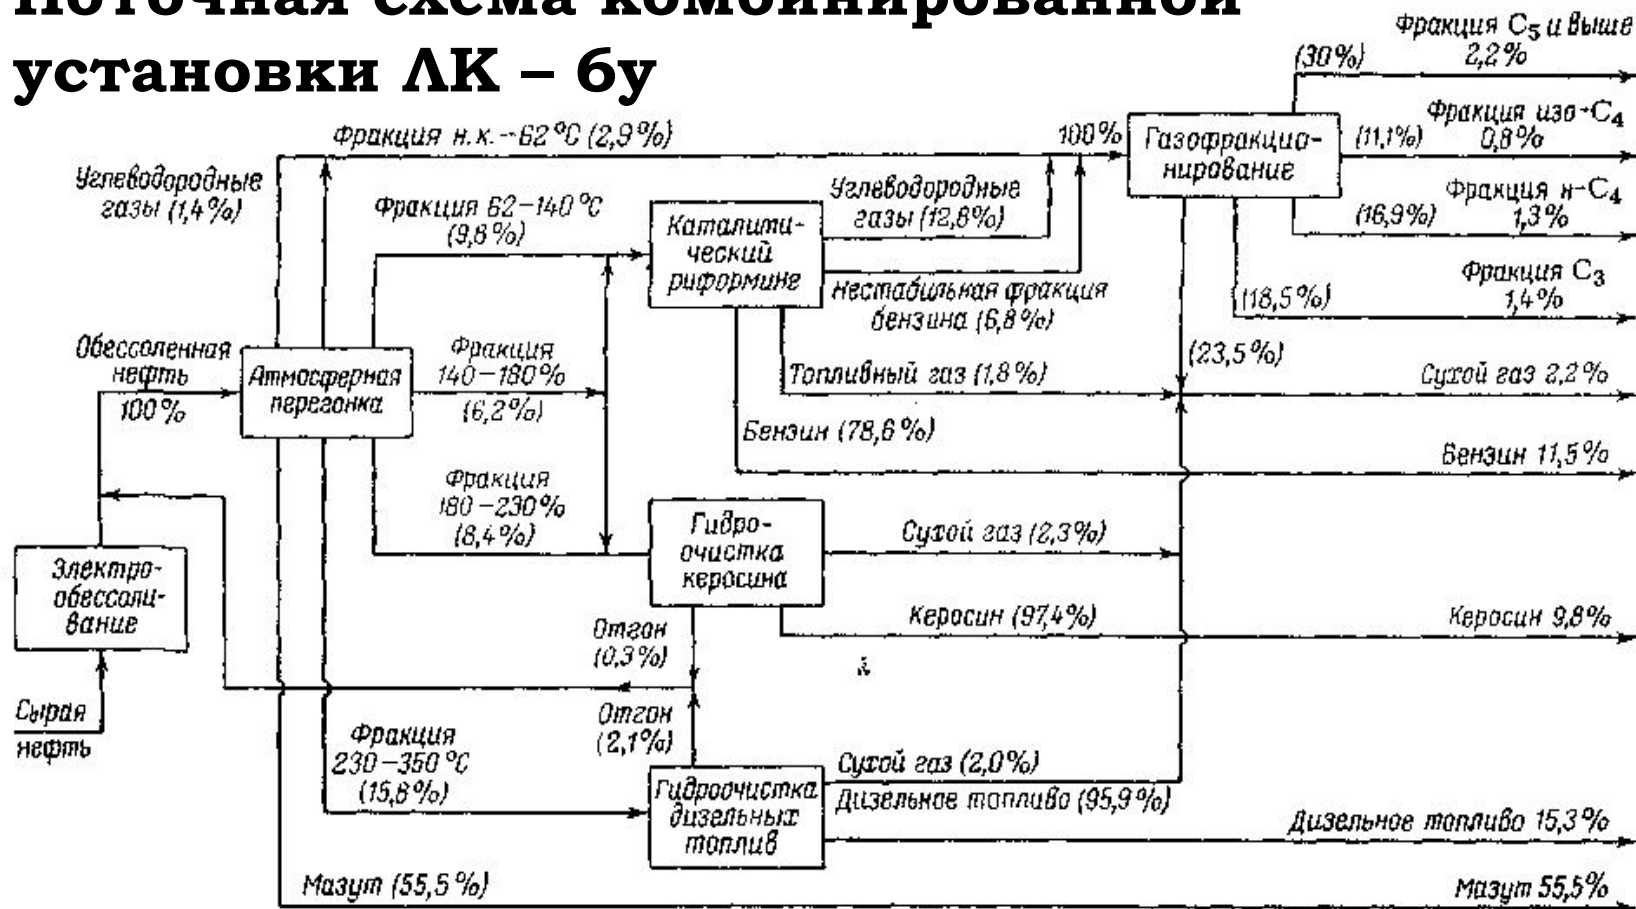 Поточная схема комбинированной
установки ЛК – 6у
Фракция C5 и выше
(30%) 2,2%
Фракция изо-C4
(11,1%) 0,8%
Фракция н-C4
(16,9%) 1,3%
Фракция C3
(18,5%) 1,4%
Фракция н.к.-62°C (2,9%)
100%
Газофракцио-
нирование
Углеводородные
газы (1,4%)
Фракция 62-140°C
(9,8%)
Каталити-
ческий
риформинг
Углеводородные
газы (12,8%)
Нестабильная фракция
бензина (6,8%)
(23,5%)
Обессоленная
нефть
100%
Атмосферная
перегонка
Фракция
140-180%
(6,2%)
Топливный газ (1,8%)
Сухой газ 2,2%
Бензин (78,6%)
Бензин 11,5%
Фракция
180-230%
(8,4%)
Гидро-
очистка
керосина
Сухой газ (2,3%)
Керосин (97,4%)
Керосин 9,8%
Электро-
обессоли-
вание
Сырая
нефть
Отгон
(0,3%)
Отгон
(2,1%)
Фракция
230-350°C
(15,8%)
Гидроочистка
дизельных
топлив
Сухой газ (2,0%)
Дизельное топливо (95,9%)
Дизельное топливо 15,3%
Мазут (55,5%)
Мазут 55,5%